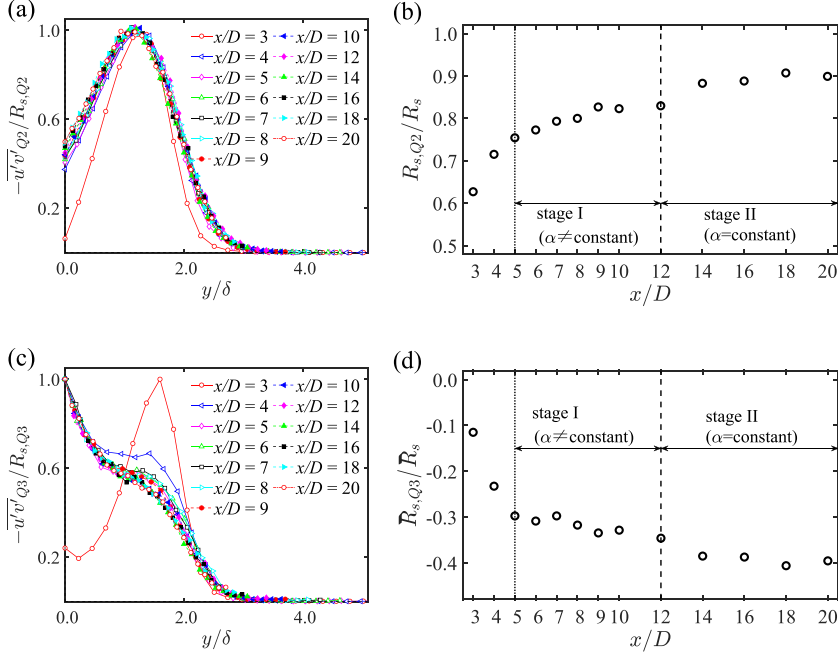 (a)
1.0
0.6
0.2
0.0
2.0
4.0
y/δ
-u'v'Q2/Rs,Q2
x/D = 3
x/D = 4
x/D = 5
x/D = 6
x/D = 7
x/D = 8
x/D = 9
x/D = 10
x/D = 12
x/D = 14
x/D = 16
x/D = 18
x/D = 20
(b)
1.0
0.9
0.8
0.7
0.6
0.5
Rs,Q2/Rs
stage I
(α≠constant)
stage II
(α=constant)
3 4 5 6 7 8 9 10 12 14 16 18 20
x/D
(c)
1.0
0.6
0.2
0.0
2.0
4.0
y/δ
-u'v'Q3/Rs,Q3
x/D = 3
x/D = 4
x/D = 5
x/D = 6
x/D = 7
x/D = 8
x/D = 9
x/D = 10
x/D = 12
x/D = 14
x/D = 16
x/D = 18
x/D = 20
(d)
0.0
-0.1
-0.2
-0.3
-0.4
Rs,Q3/Rs
stage I
(α≠constant)
stage II
(α=constant)
3 4 5 6 7 8 9 10 12 14 16 18 20
x/D